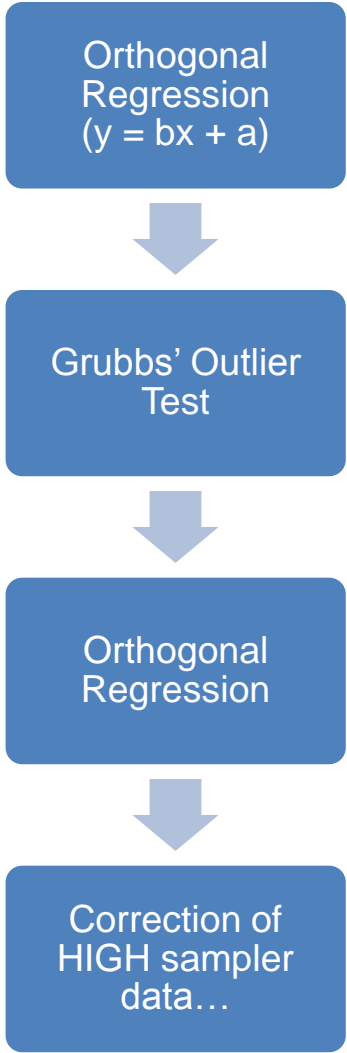 Orthogonal
Regression
(y = bx + a)
Grubbs’ Outlier
Test
Orthogonal
Regression
Correction of
HIGH sampler
data…